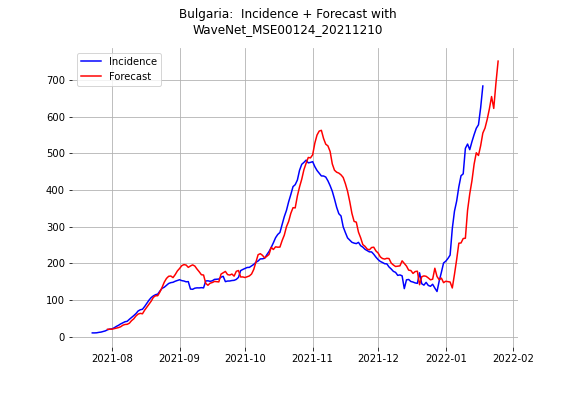 Bulgaria:  Incidence + Forecast with
WaveNet_MSE00124_20211210
Incidence
Forecast
700
600
500
400
300
200
100
0
2021-08 2021-09 2021-10 2021-11 2021-12 2022-01 2022-02